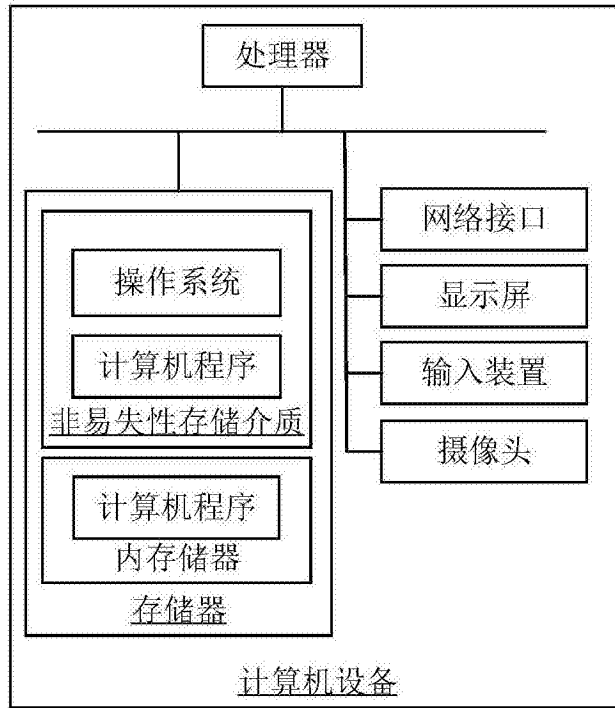 处理器
操作系统
计算机程序
非易失性存储介质
计算机程序
内存储器
存储器
网络接口
显示屏
输入装置
摄像头
计算机设备